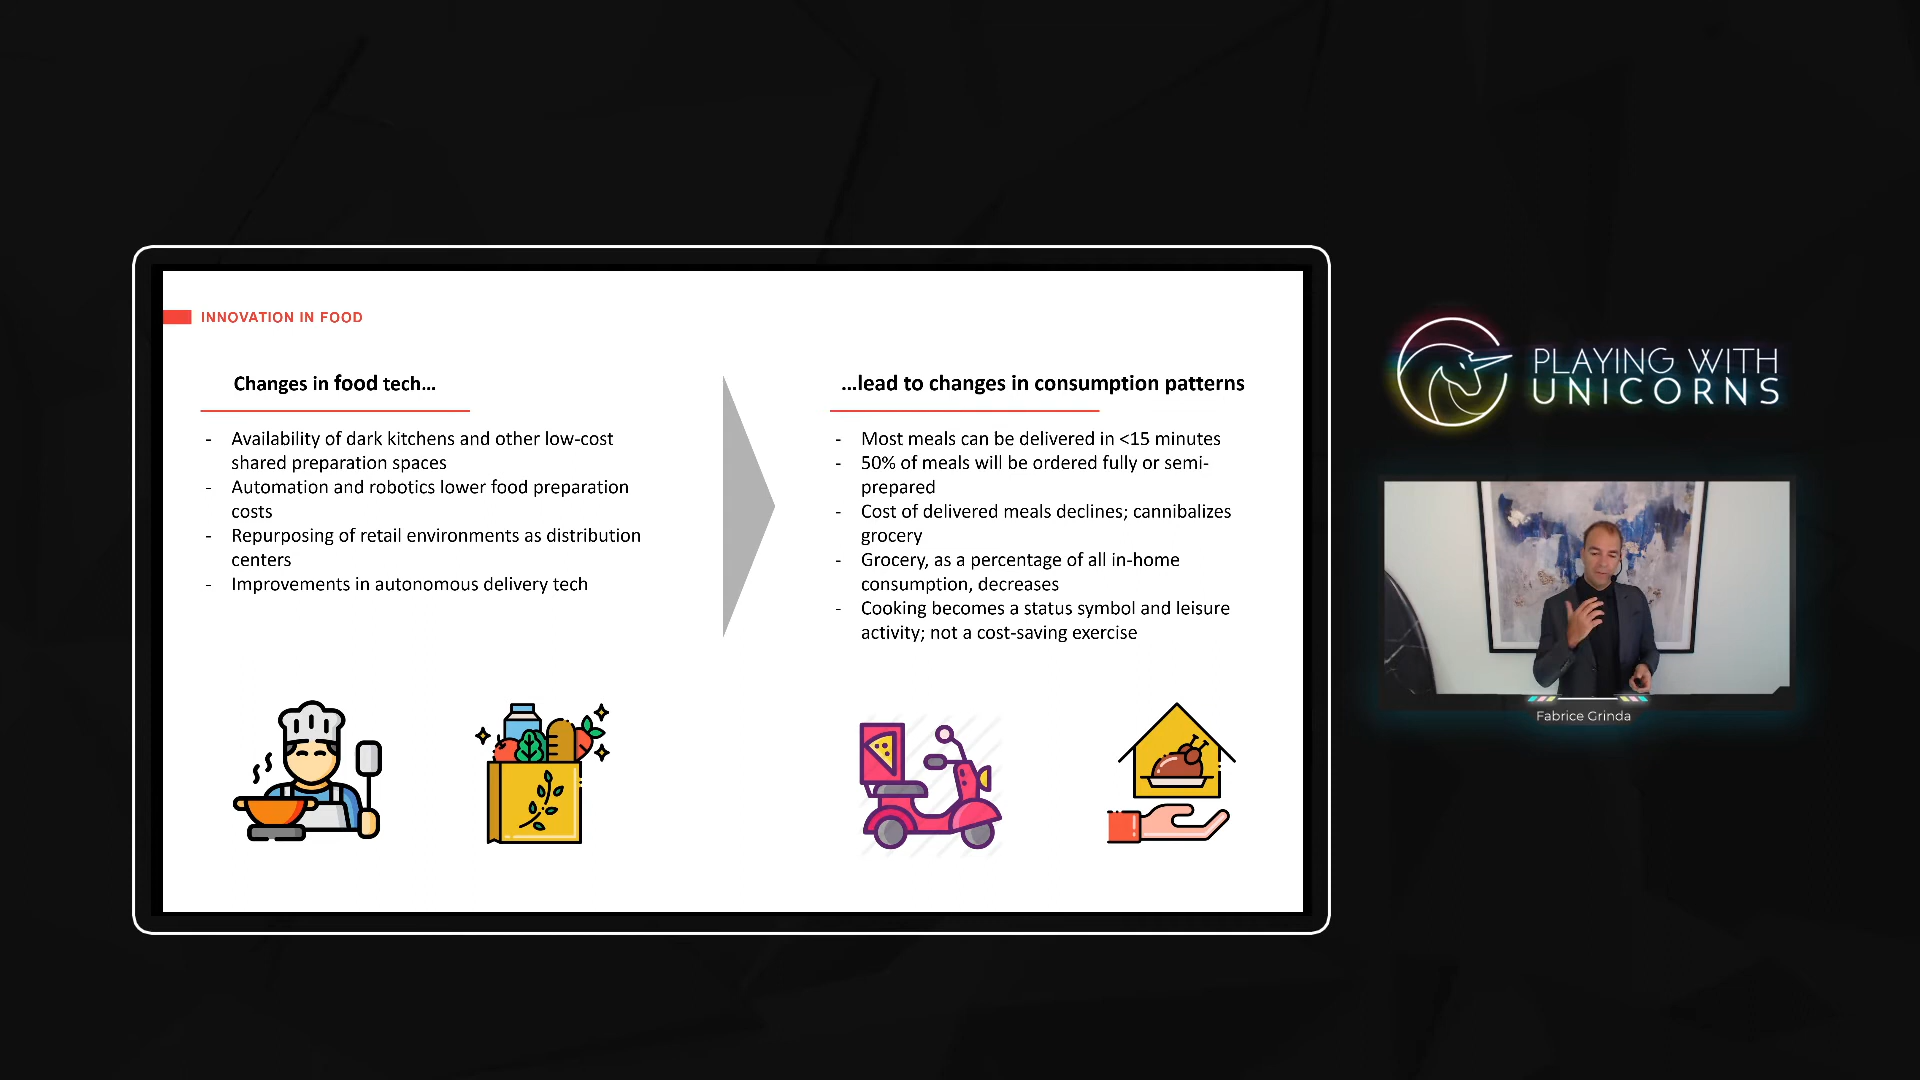 INNOVATION IN FOOD
Changes in food tech...
- Availability of dark kitchens and other low-cost
shared preparation spaces
- Automation and robotics lower food preparation
costs
- Repurposing of retail environments as distribution
centers
- Improvements in autonomous delivery tech
...lead to changes in consumption patterns
- Most meals can be delivered in <15 minutes
- 50% of meals will be ordered fully or semi-
prepared
- Cost of delivered meals declines; cannibalizes
grocery
- Grocery, as a percentage of all in-home
consumption, decreases
- Cooking becomes a status symbol and leisure
activity; not a cost-saving exercise
PLAYING WITH
UNICORNS
Fabrice Grinda